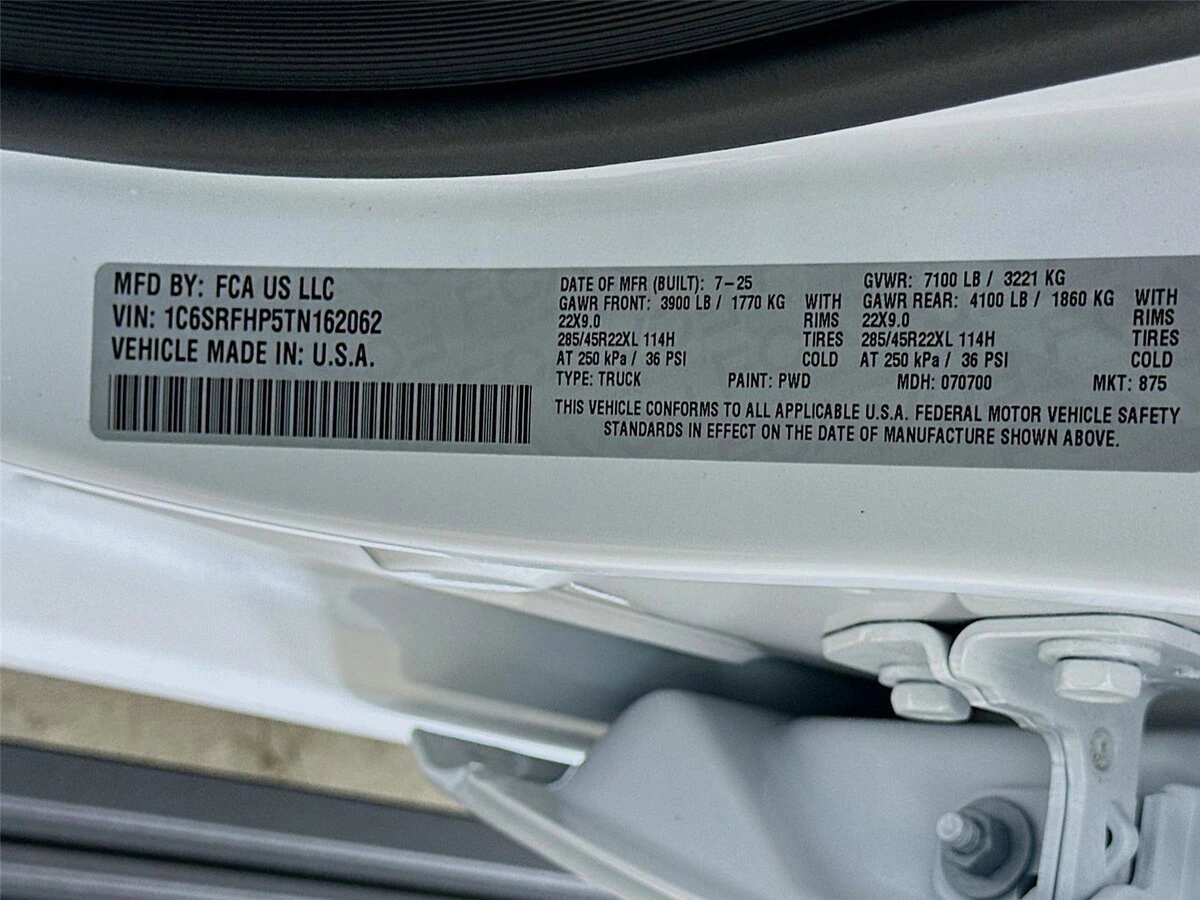 MFD BY: FCA US LLC
VIN: 1C6SRFHP5TN162062
VEHICLE MADE IN: U.S.A.
DATE OF MFR (BUILT): 7-25 GVWR: 7100 LB / 3221 KG
GAWR FRONT: 3900 LB / 1770 KG WITH GAWR REAR: 4100 LB / 1860 KG WITH
22X9.0 RIMS 22X9.0 RIMS
285/45R22XL 114H TIRES 285/45R22XL 114H TIRES
AT 250 kPa / 36 PSI COLD AT 250 kPa / 36 PSI COLD
TYPE: TRUCK PAINT: PWD MDH: 070700 MKT: 875
THIS VEHICLE CONFORMS TO ALL APPLICABLE U.S.A. FEDERAL MOTOR VEHICLE SAFETY
STANDARDS IN EFFECT ON THE DATE OF MANUFACTURE SHOWN ABOVE.